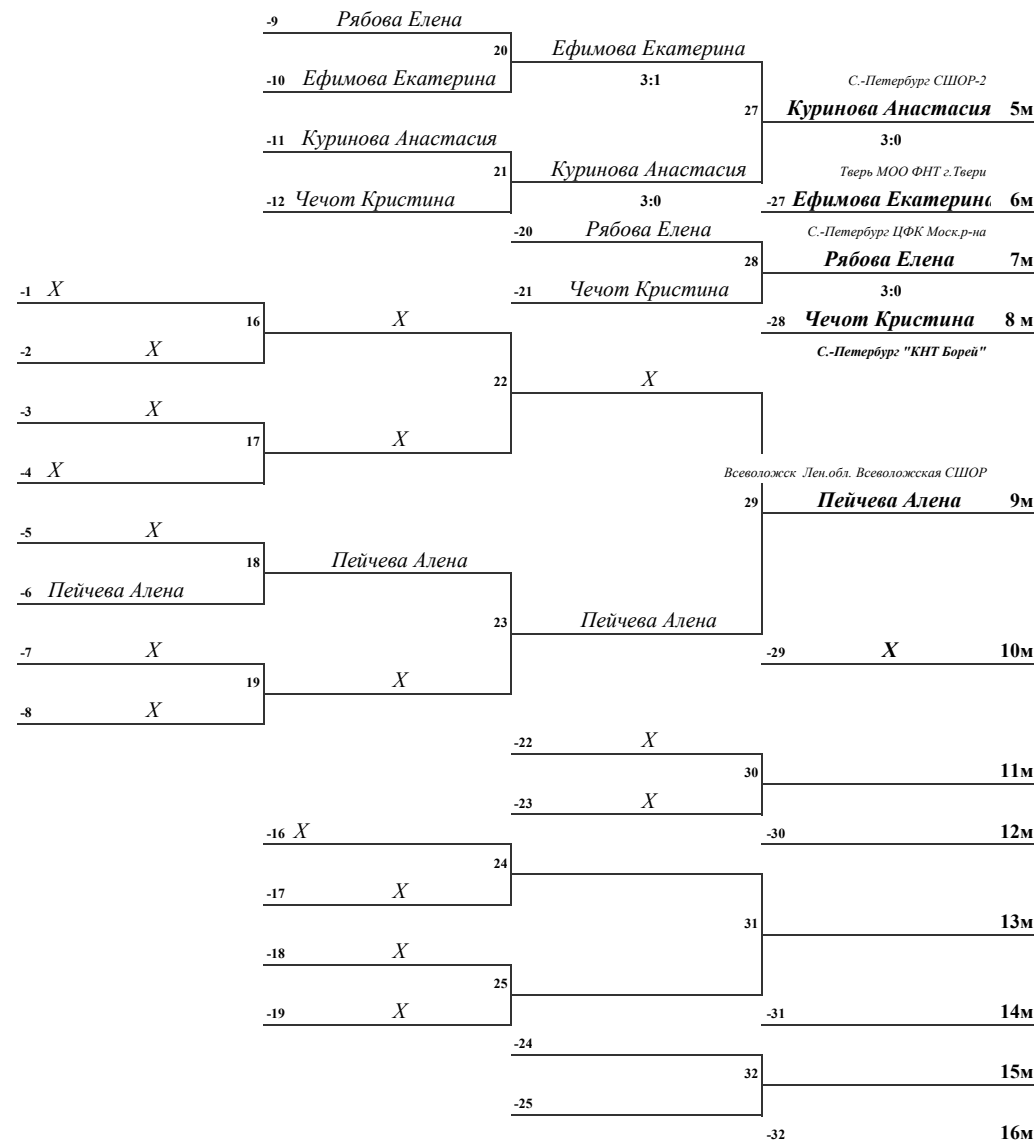 -9 Рябова Елена
20 Ефимова Екатерина
-10 Ефимова Екатерина 3:1 С.-Петербург СШОР-2
27 Куринова Анастасия 5м
-11 Куринова Анастасия 3:0
21 Куринова Анастасия Тверь МОО ФНТ г.Твери
-12 Чечот Кристина 3:0 -27 Ефимова Екатерина 6м
-20 Рябова Елена С.-Петербург ЦФК Моск.р-на
28 Рябова Елена 7м
-1 X -21 Чечот Кристина 3:0
16 X -28 Чечот Кристина 8 м
-2 X С.-Петербург "КНТ Борей"
22 X
-3 X
17 X
-4 X Всеволожск Лен.обл. Всеволожская СШОР
29 Пейчева Алена 9м
-5 X
18 Пейчева Алена
-6 Пейчева Алена
23 Пейчева Алена
-7 X -29 X 10м
19 X
-8 X
-22 X
30 11м
-23 X
-16 X -30 12м
24
-17 X
31 13м
-18 X
25
-19 X -31 14м
-24
32 15м
-25
-32 16м